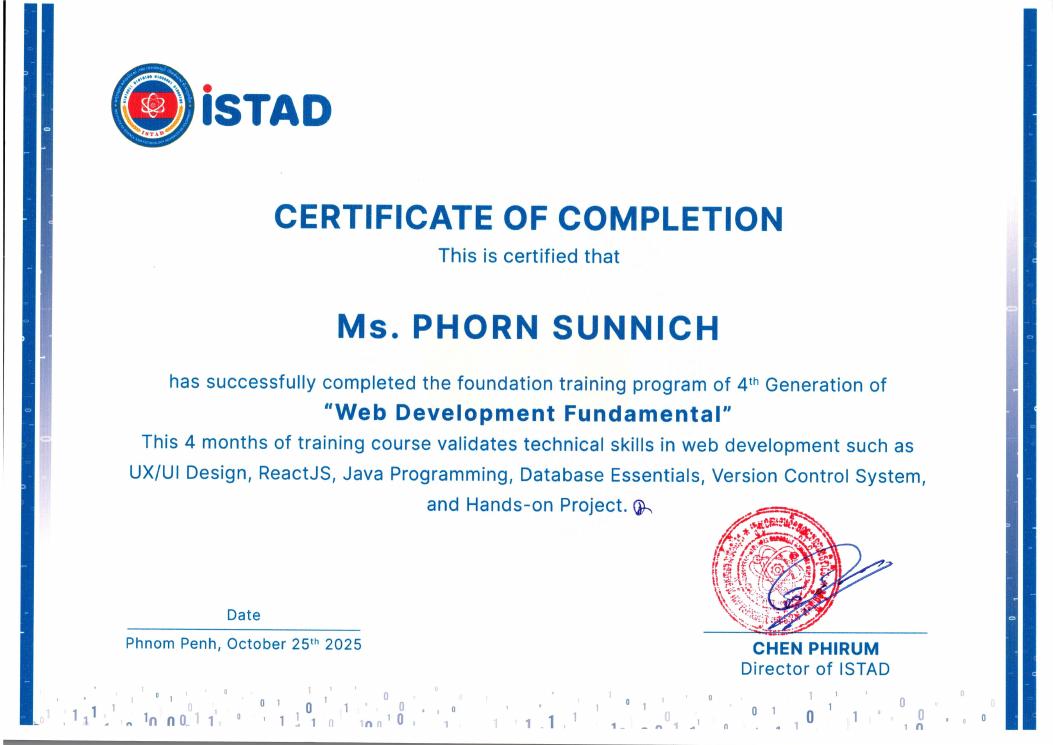 ISTAD
iSTAD
CERTIFICATE OF COMPLETION
This is certified that
Ms. PHORN SUNNICH
has successfully completed the foundation training program of 4th Generation of
“Web Development Fundamental”
This 4 months of training course validates technical skills in web development such as
UX/UI Design, ReactJS, Java Programming, Database Essentials, Version Control System,
and Hands-on Project.
Date
Phnom Penh, October 25th 2025
CHEN PHIRUM
Director of ISTAD